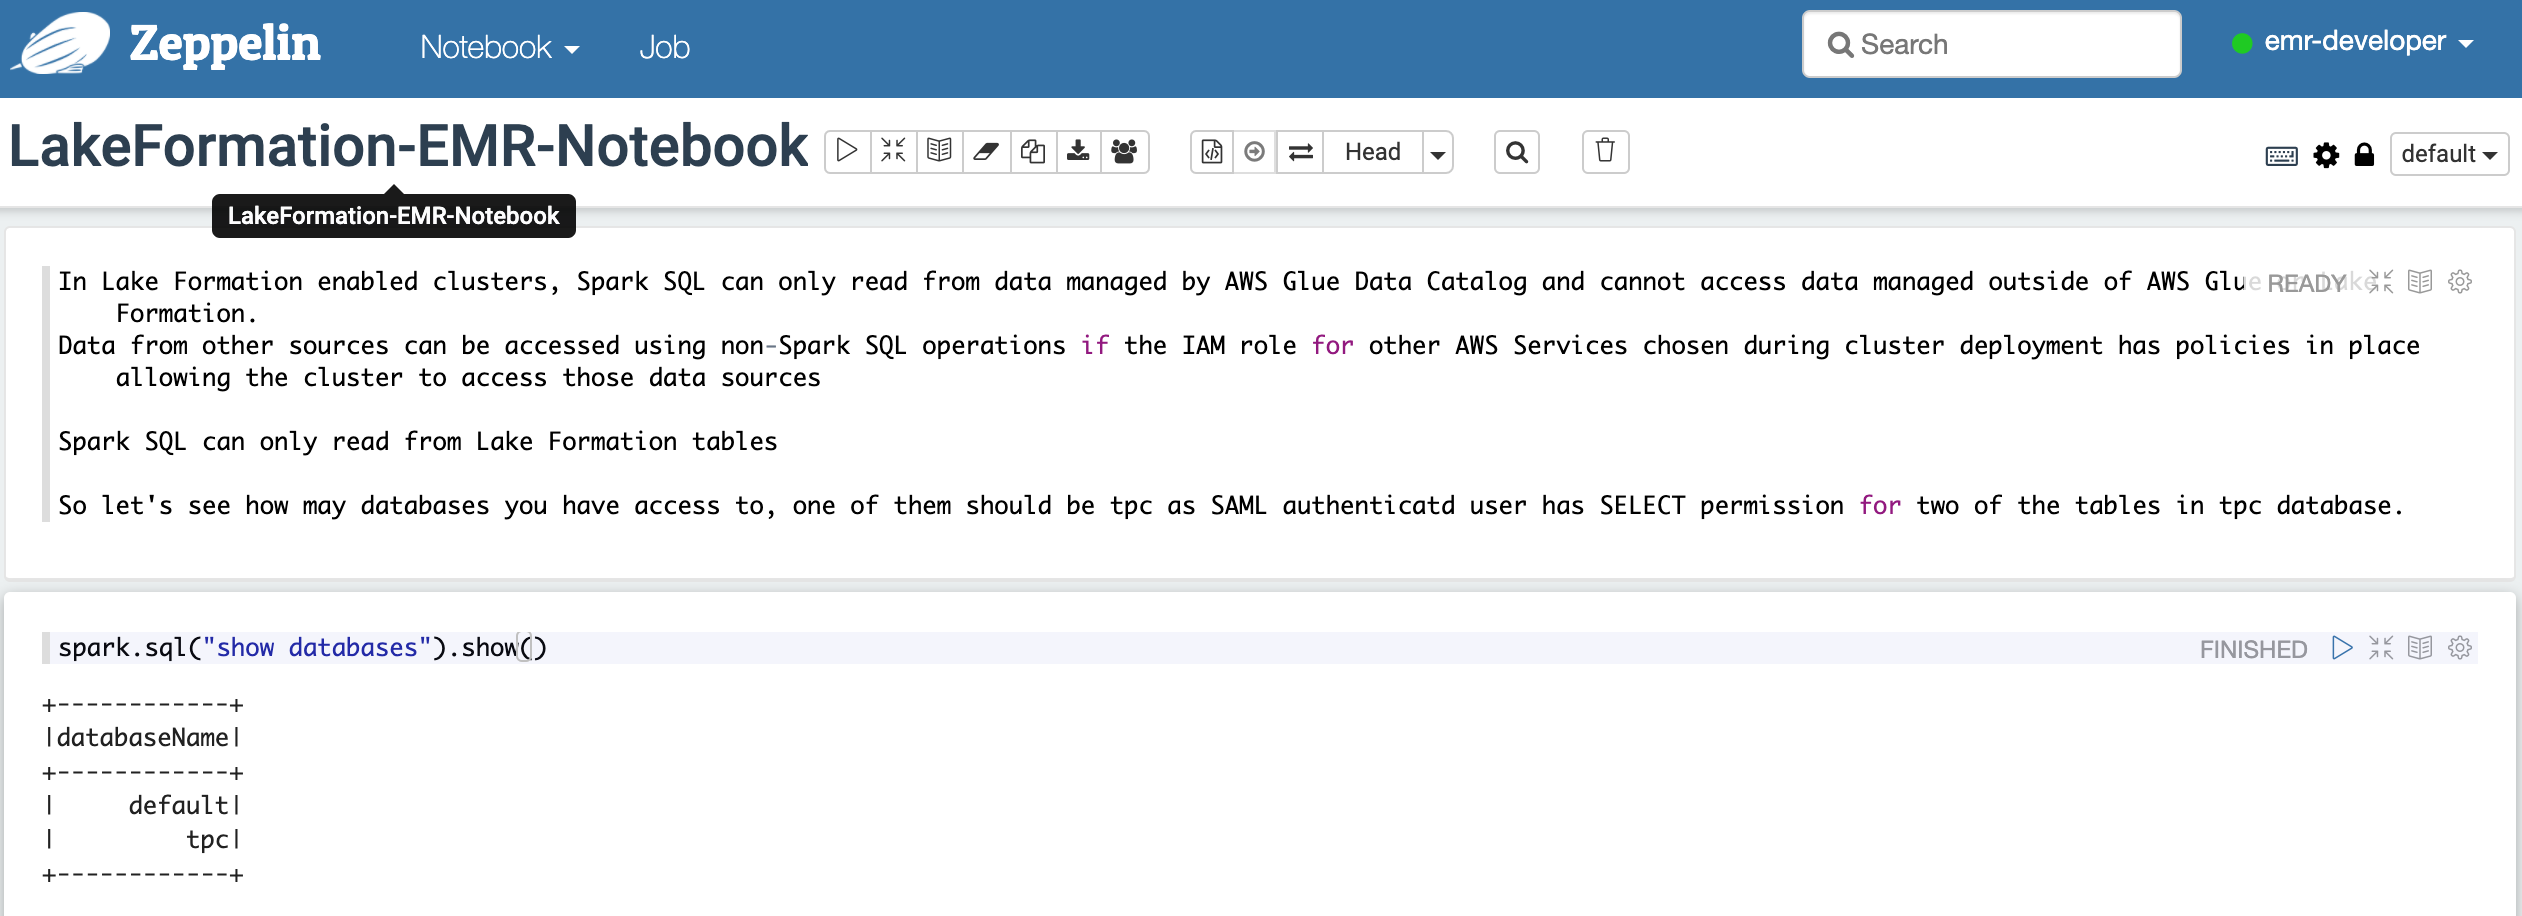 Zeppelin Notebook Job Search emr-developer
LakeFormation-EMR-Notebook Head default
LakeFormation-EMR-Notebook
In Lake Formation enabled clusters, Spark SQL can only read from data managed by AWS Glue Data Catalog and cannot access data managed outside of AWS Glue or Lake READY
Formation.
Data from other sources can be accessed using non-Spark SQL operations if the IAM role for other AWS Services chosen during cluster deployment has policies in place
allowing the cluster to access those data sources
Spark SQL can only read from Lake Formation tables
So let's see how may databases you have access to, one of them should be tpc as SAML authenticatd user has SELECT permission for two of the tables in tpc database.
spark.sql("show databases").show() FINISHED
+------------+
|databaseName|
+------------+
|     default|
|         tpc|
+------------+